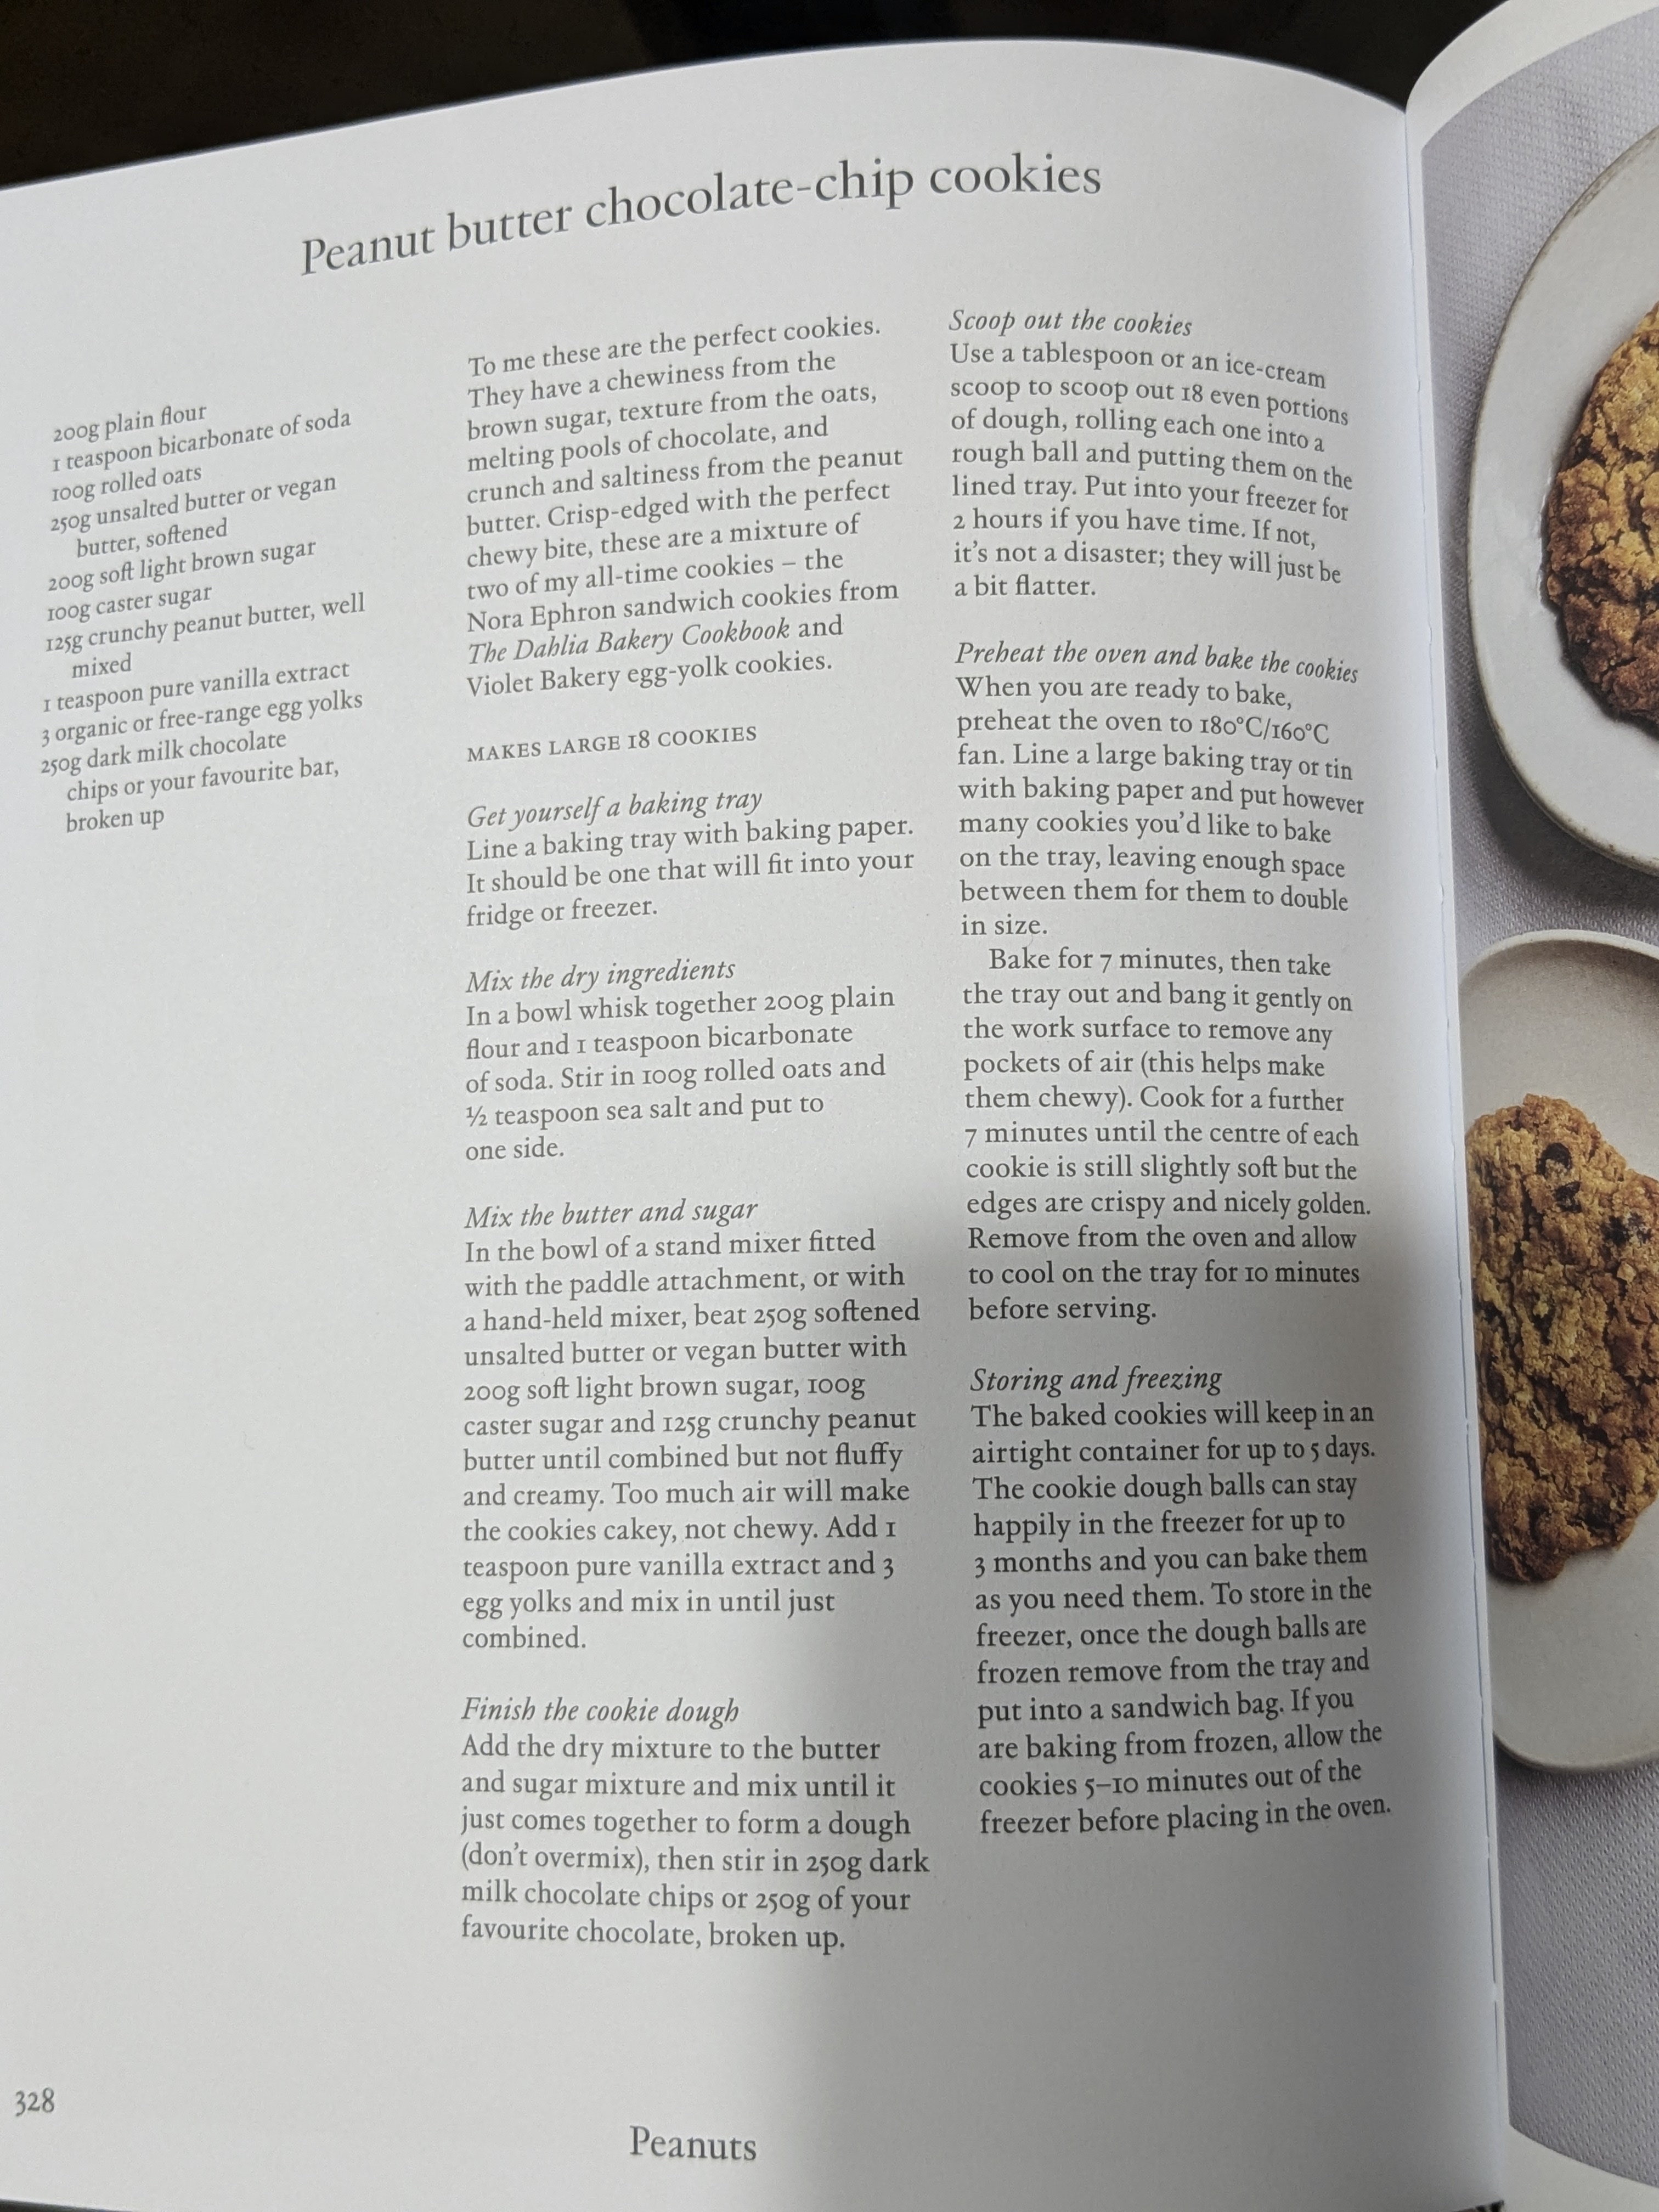 Peanut butter chocolate-chip cookies
200g plain flour
1 teaspoon bicarbonate of soda
100g rolled oats
250g unsalted butter or vegan
butter, softened
200g soft light brown sugar
100g caster sugar
125g crunchy peanut butter, well
mixed
1 teaspoon pure vanilla extract
3 organic or free-range egg yolks
250g dark milk chocolate
chips or your favourite bar,
broken up
To me these are the perfect cookies.
They have a chewiness from the
brown sugar, texture from the oats,
melting pools of chocolate, and
crunch and saltiness from the peanut
butter. Crisp-edged with the perfect
chewy bite, these are a mixture of
two of my all-time cookies – the
Nora Ephron sandwich cookies from
The Dahlia Bakery Cookbook and
Violet Bakery egg-yolk cookies.
MAKES LARGE 18 COOKIES
Get yourself a baking tray
Line a baking tray with baking paper.
It should be one that will fit into your
fridge or freezer.
Mix the dry ingredients
In a bowl whisk together 200g plain
flour and 1 teaspoon bicarbonate
of soda. Stir in 100g rolled oats and
½ teaspoon sea salt and put to
one side.
Mix the butter and sugar
In the bowl of a stand mixer fitted
with the paddle attachment, or with
a hand-held mixer, beat 250g softened
unsalted butter or vegan butter with
200g soft light brown sugar, 100g
caster sugar and 125g crunchy peanut
butter until combined but not fluffy
and creamy. Too much air will make
the cookies cakey, not chewy. Add 1
teaspoon pure vanilla extract and 3
egg yolks and mix in until just
combined.
Finish the cookie dough
Add the dry mixture to the butter
and sugar mixture and mix until it
just comes together to form a dough
(don't overmix), then stir in 250g dark
milk chocolate chips or 250g of your
favourite chocolate, broken up.
Scoop out the cookies
Use a tablespoon or an ice-cream
scoop to scoop out 18 even portions
of dough, rolling each one into a
rough ball and putting them on the
lined tray. Put into your freezer for
2 hours if you have time. If not,
it's not a disaster; they will just be
a bit flatter.
Preheat the oven and bake the cookies
When you are ready to bake,
preheat the oven to 180°C/160°C
fan. Line a large baking tray or tin
with baking paper and put however
many cookies you'd like to bake
on the tray, leaving enough space
between them for them to double
in size.
Bake for 7 minutes, then take
the tray out and bang it gently on
the work surface to remove any
pockets of air (this helps make
them chewy). Cook for a further
7 minutes until the centre of each
cookie is still slightly soft but the
edges are crispy and nicely golden.
Remove from the oven and allow
to cool on the tray for 10 minutes
before serving.
Storing and freezing
The baked cookies will keep in an
airtight container for up to 5 days.
The cookie dough balls can stay
happily in the freezer for up to
3 months and you can bake them
as you need them. To store in the
freezer, once the dough balls are
frozen remove from the tray and
put into a sandwich bag. If you
are baking from frozen, allow the
cookies 5–10 minutes out of the
freezer before placing in the oven.
328
Peanuts